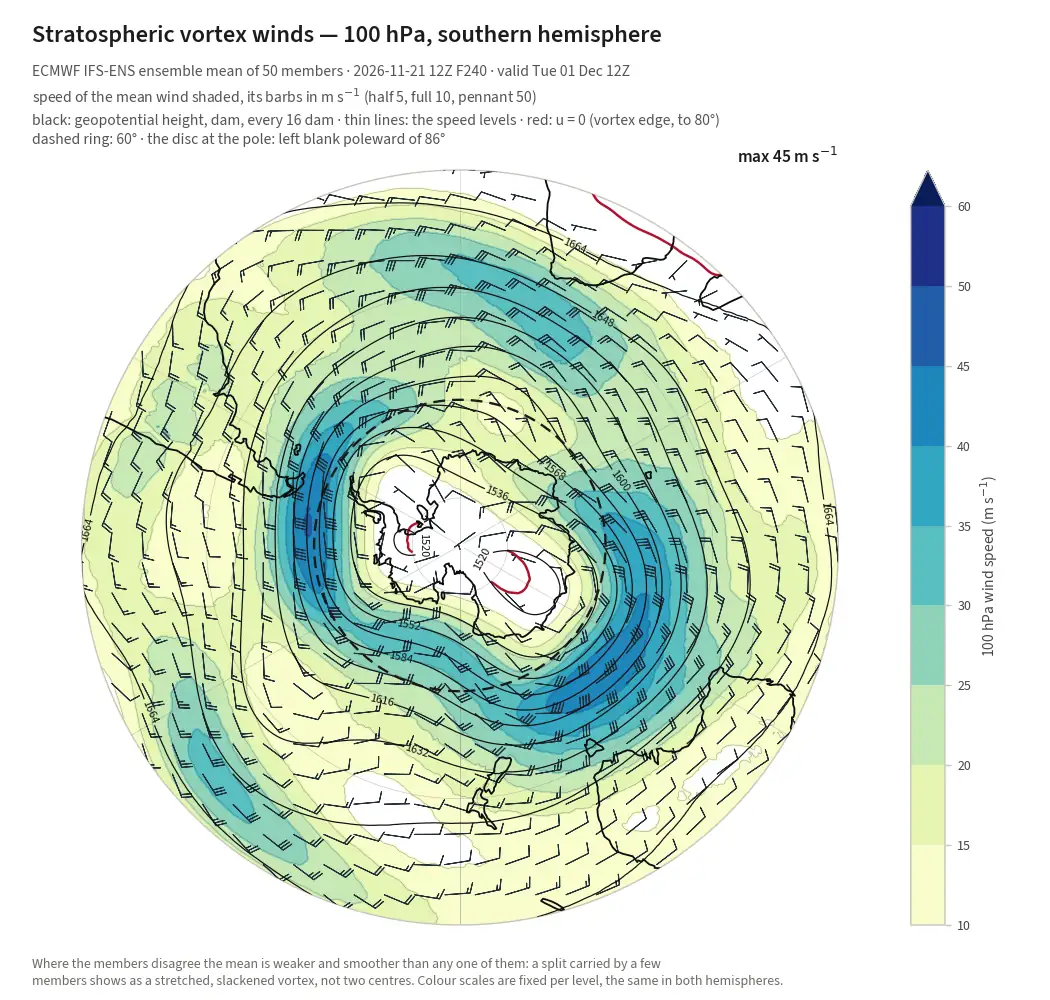 Stratospheric vortex winds — 100 hPa, southern hemisphere
ECMWF IFS-ENS ensemble mean of 50 members · 2026-11-21 12Z F240 · valid Tue 01 Dec 12Z
speed of the mean wind shaded, its barbs in m s⁻¹ (half 5, full 10, pennant 50)
black: geopotential height, dam, every 16 dam · thin lines: the speed levels · red: u = 0 (vortex edge, to 80°)
dashed ring: 60° · the disc at the pole: left blank poleward of 86°
max 45 m s⁻¹
1664
1648
1568
1600
1536
1664
1664
1520
1520
1552
1584
1616
1664
1632
60
50
45
40
35
30
25
20
15
10
100 hPa wind speed (m s⁻¹)
Where the members disagree the mean is weaker and smoother than any one of them: a split carried by a few
members shows as a stretched, slackened vortex, not two centres. Colour scales are fixed per level, the same in both hemispheres.